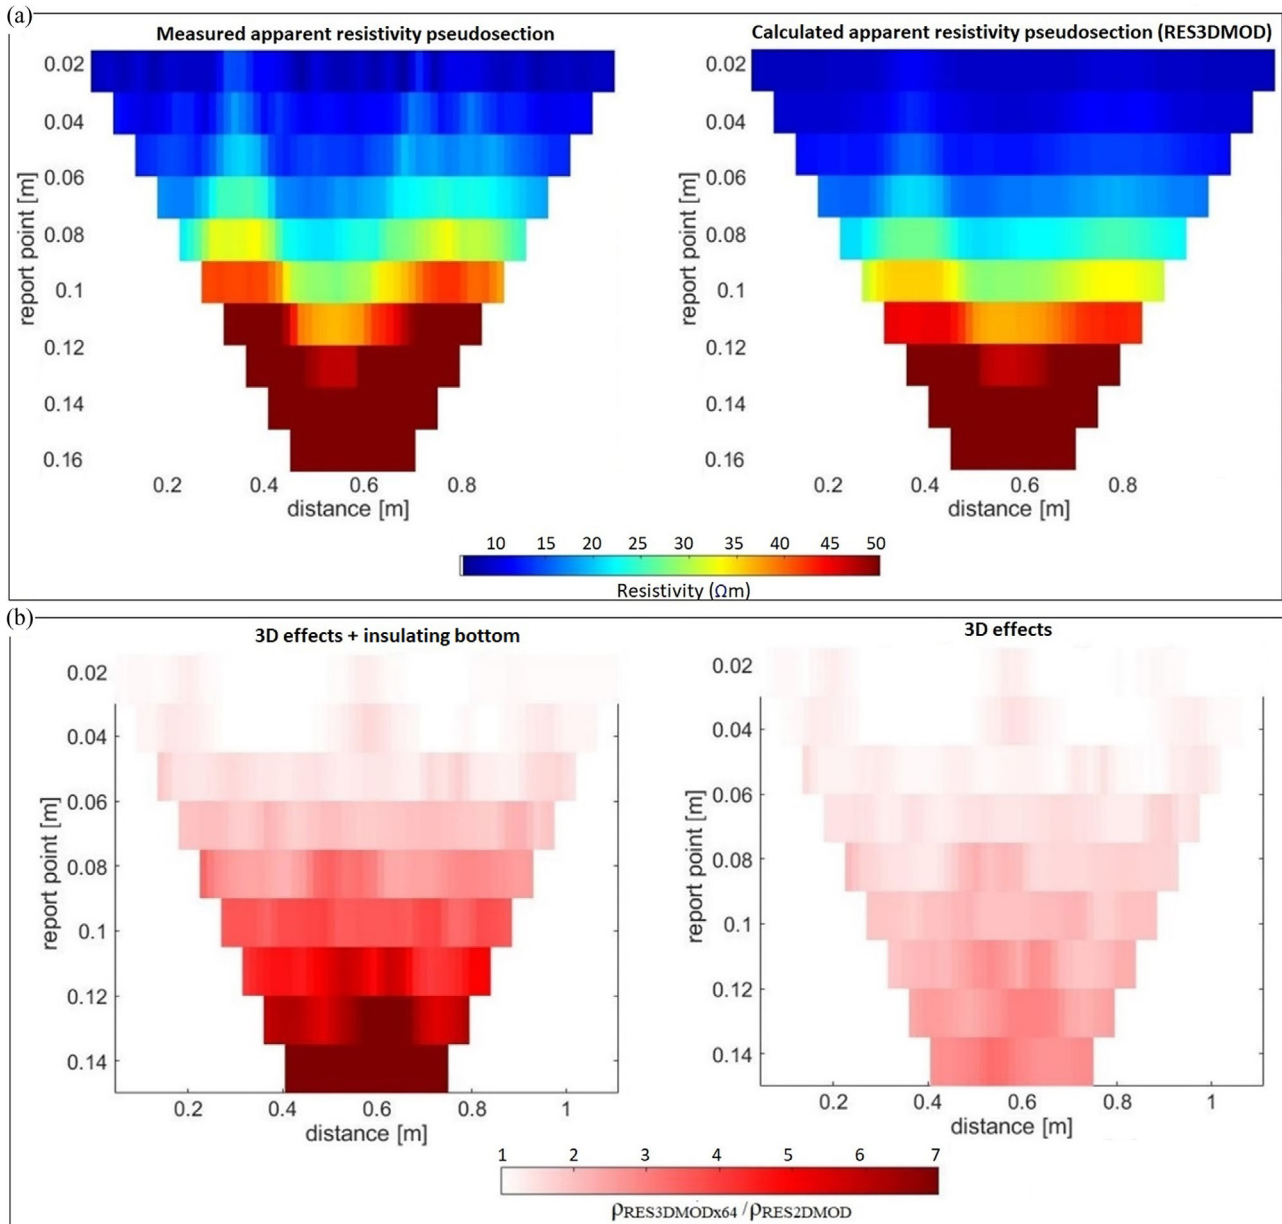 (a)
Measured apparent resistivity pseudosection
Calculated apparent resistivity pseudosection (RES3DMOD)
report point [m]
0.02
0.04
0.06
0.08
0.1
0.12
0.14
0.16
0.2 0.4 0.6 0.8
distance [m]
report point [m]
0.02
0.04
0.06
0.08
0.1
0.12
0.14
0.16
0.2 0.4 0.6 0.8
distance [m]
10 15 20 25 30 35 40 45 50
Resistivity (Ωm)
(b)
3D effects + insulating bottom
3D effects
report point [m]
0.02
0.04
0.06
0.08
0.1
0.12
0.14
0.2 0.4 0.6 0.8 1
distance [m]
report point [m]
0.02
0.04
0.06
0.08
0.1
0.12
0.14
0.2 0.4 0.6 0.8 1
distance [m]
1 2 3 4 5 6 7
ρRES3DMODx64 /ρRES2DMOD